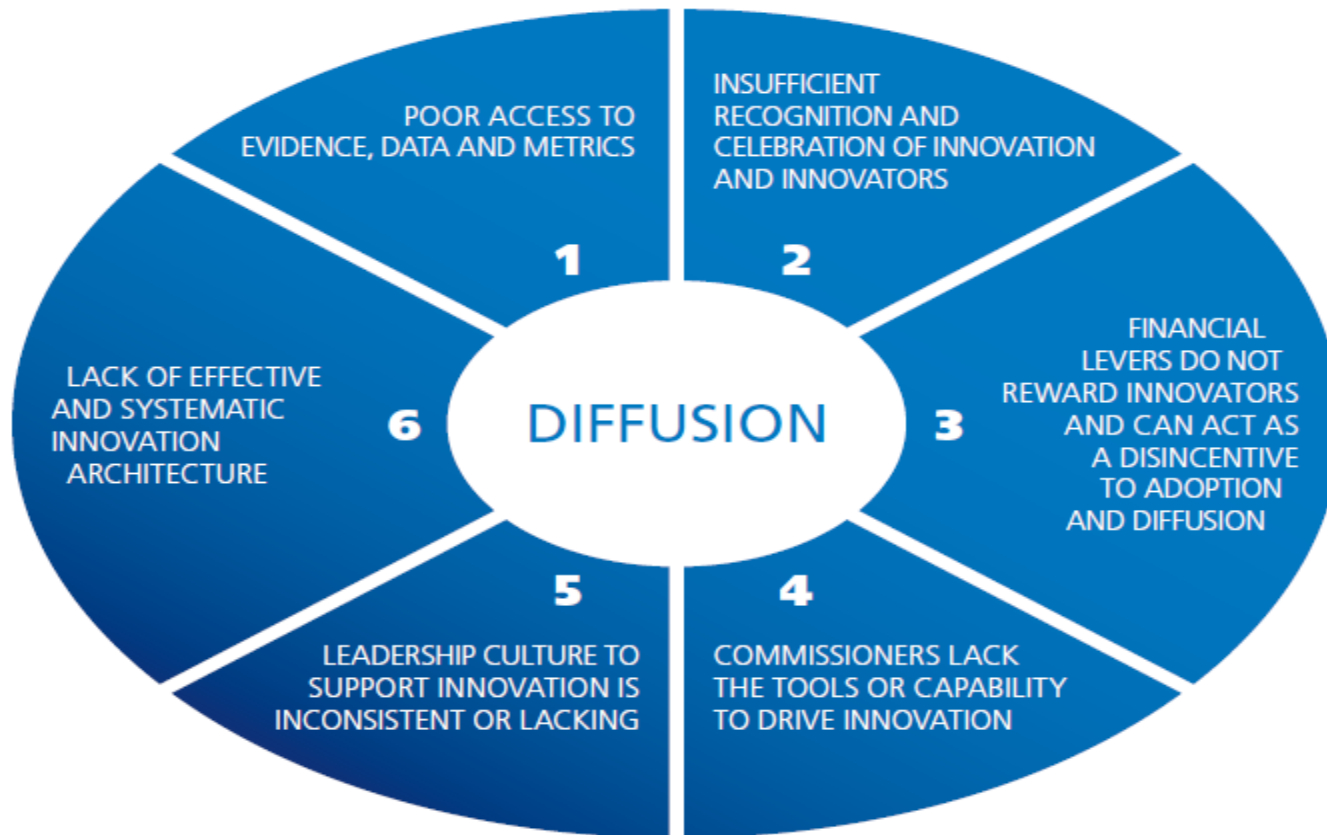 POOR ACCESS TO
EVIDENCE, DATA AND METRICS
1
INSUFFICIENT
RECOGNITION AND
CELEBRATION OF INNOVATION
AND INNOVATORS
2
FINANCIAL
LEVERS DO NOT
REWARD INNOVATORS
AND CAN ACT AS
A DISINCENTIVE
TO ADOPTION
AND DIFFUSION
3
COMMISSIONERS LACK
THE TOOLS OR CAPABILITY
TO DRIVE INNOVATION
4
LEADERSHIP CULTURE TO
SUPPORT INNOVATION IS
INCONSISTENT OR LACKING
5
LACK OF EFFECTIVE
AND SYSTEMATIC
INNOVATION
ARCHITECTURE
6
DIFFUSION